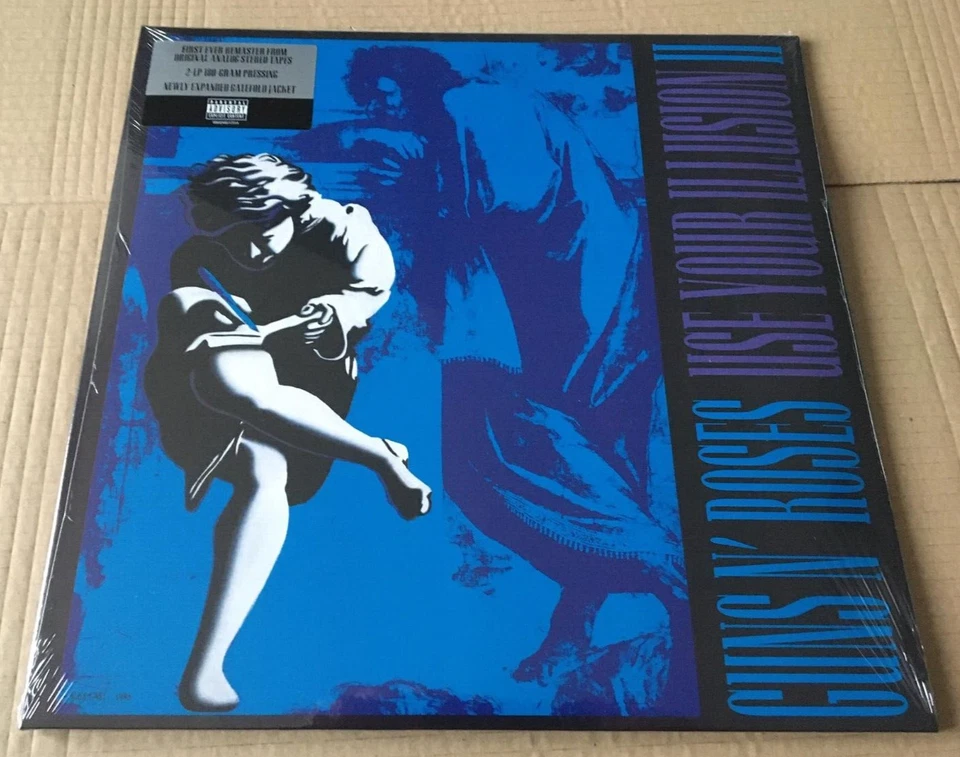 FIRST EVER REMASTER FROM
ORIGINAL ANALOG STEREO TAPES
2-LP 180-GRAM PRESSING
NEWLY EXPANDED GATEFOLD JACKET
PARENTAL
ADVISORY
EXPLICIT CONTENT
GUNS N' ROSES USE YOUR ILLUSION II